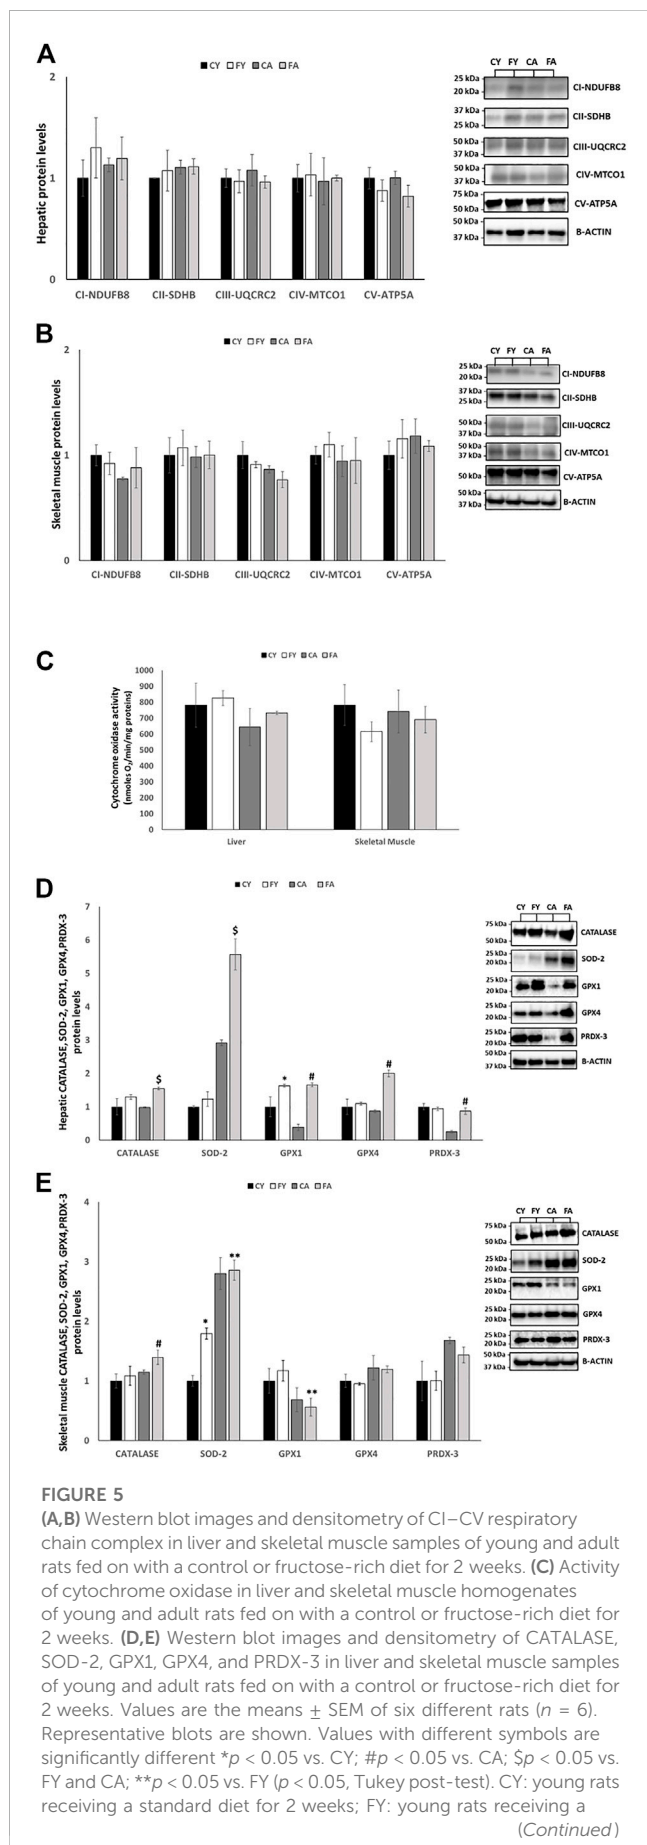 A
CY FY CA FA
Hepatic protein levels
2
1
0
CI-NDUFB8 CII-SDHB CIII-UQCRC2 CIV-MTCO1 CV-ATP5A
CY FY CA FA
25 kDa
20 kDa
CI-NDUFB8
37 kDa
25 kDa
CII-SDHB
50 kDa
37 kDa
CIII-UQCRC2
50 kDa
37 kDa
CIV-MTCO1
75 kDa
50 kDa
CV-ATP5A
50 kDa
37 kDa
B-ACTIN
B
CY FY CA FA
Skeletal muscle protein levels
2
1
0
CI-NDUFB8 CII-SDHB CIII-UQCRC2 CIV-MTCO1 CV-ATP5A
CY FY CA FA
25 kDa
20 kDa
CI-NDUFB8
37 kDa
25 kDa
CII-SDHB
50 kDa
37 kDa
CIII-UQCRC2
50 kDa
37 kDa
CIV-MTCO1
50 kDa
CV-ATP5A
50 kDa
37 kDa
B-ACTIN
C
CY FY CA FA
Cytochrome oxidase activity
(nmoles O2/min/mg proteins)
1000
900
800
700
600
500
400
300
200
100
0
Liver Skeletal Muscle
D
CY FY CA FA
Hepatic CATALASE, SOD-2, GPX1, GPX4,PRDX-3
protein levels
7
6
5
4
3
2
1
0
$ $ * # # #
CATALASE SOD-2 GPX1 GPX4 PRDX-3
CY FY CA FA
75 kDa
50 kDa
CATALASE
25 kDa
20 kDa
SOD-2
25 kDa
20 kDa
GPX1
25 kDa
20 kDa
GPX4
25 kDa
20 kDa
PRDX-3
50 kDa
37 kDa
B-ACTIN
E
CY FY CA FA
Skeletal muscle CATALASE, SOD-2, GPX1, GPX4,PRDX-3
protein levels
4
3
2
1
0
# * ** **
CATALASE SOD-2 GPX1 GPX4 PRDX-3
CY FY CA FA
75 kDa
50 kDa
CATALASE
25 kDa
20 kDa
SOD-2
25 kDa
20 kDa
GPX1
25 kDa
20 kDa
GPX4
25 kDa
20 kDa
PRDX-3
50 kDa
37 kDa
B-ACTIN
FIGURE 5
(A,B) Western blot images and densitometry of CI–CV respiratory
chain complex in liver and skeletal muscle samples of young and adult
rats fed on with a control or fructose-rich diet for 2 weeks. (C) Activity
of cytochrome oxidase in liver and skeletal muscle homogenates
of young and adult rats fed on with a control or fructose-rich diet for
2 weeks. (D,E) Western blot images and densitometry of CATALASE,
SOD-2, GPX1, GPX4, and PRDX-3 in liver and skeletal muscle samples
of young and adult rats fed on with a control or fructose-rich diet for
2 weeks. Values are the means ± SEM of six different rats (n = 6).
Representative blots are shown. Values with different symbols are
significantly different *p < 0.05 vs. CY; #p < 0.05 vs. CA; $p < 0.05 vs.
FY and CA; **p < 0.05 vs. FY (p < 0.05, Tukey post-test). CY: young rats
receiving a standard diet for 2 weeks; FY: young rats receiving a
(Continued)